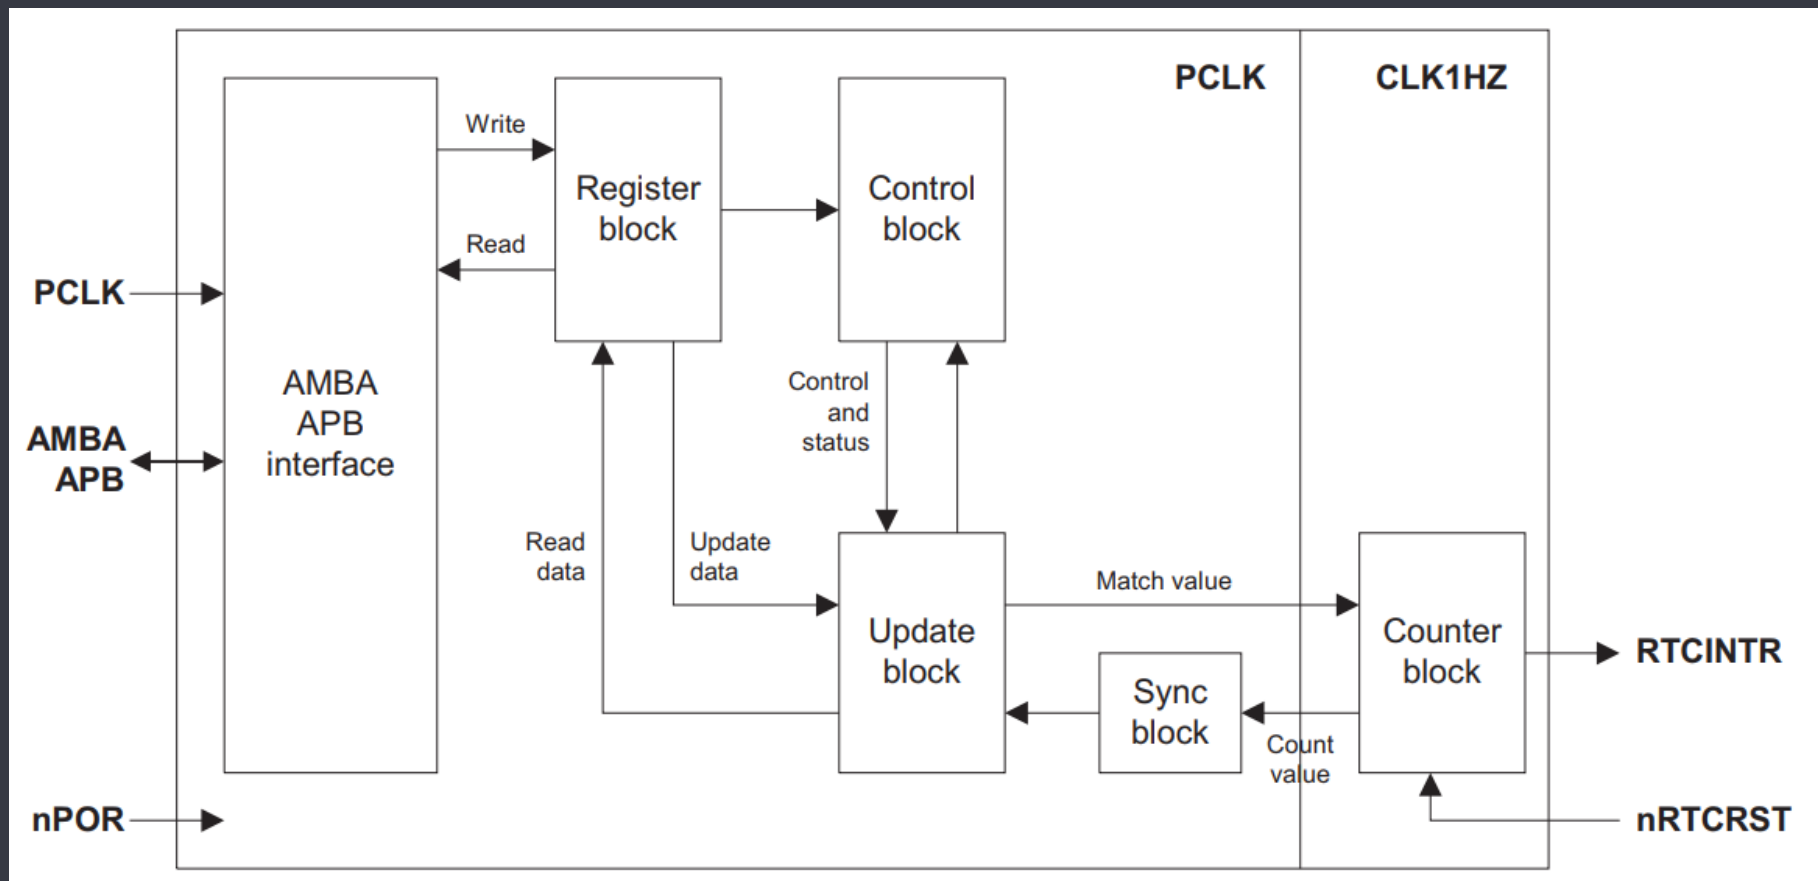 PCLK
CLK1HZ
Write
Register
block
Control
block
Read
PCLK
AMBA
APB
interface
Control
and
status
AMBA
APB
Read
data
Update
data
Match value
Update
block
Counter
block
RTCINTR
Sync
block
Count
value
nPOR
nRTCRST